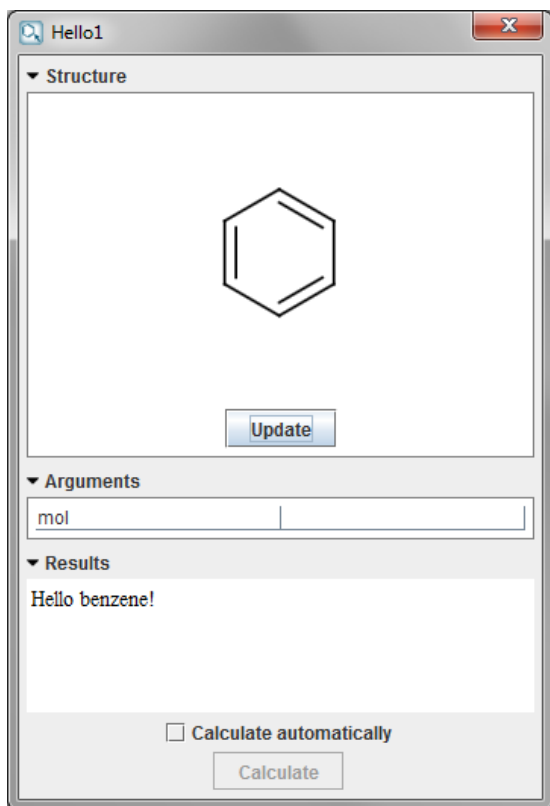 Hello1
Structure
Update
Arguments
mol
Results
Hello benzene!
Calculate automatically
Calculate